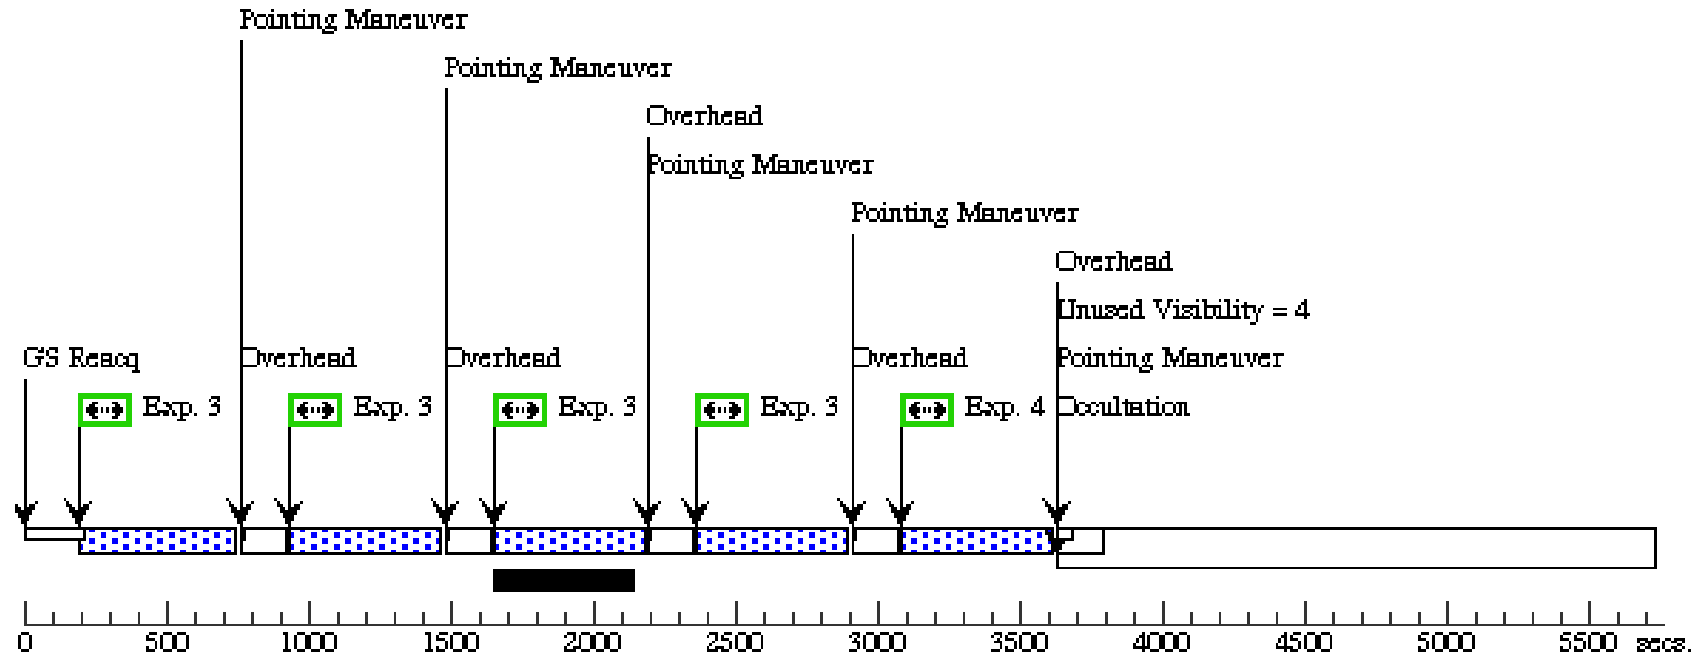 Pointing Maneuver
Pointing Maneuver
Overhead
Pointing Maneuver
Pointing Maneuver
Overhead
Unused Visibility = 4
GS Reacq Overhead Overhead Overhead Pointing Maneuver
Exp. 3 Exp. 3 Exp. 3 Exp. 3 Exp. 4 Occultation
0 500 1000 1500 2000 2500 3000 3500 4000 4500 5000 5500 secs.